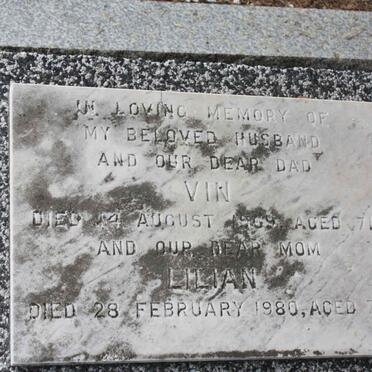 IN LOVING MEMORY OF
MY BELOVED HUSBAND
AND OUR DEAR DAD
VIN
DIED 14 AUGUST 1969, AGED
AND OUR DEAR MOM
LILIAN
DIED 28 FEBRUARY 1980, AGED